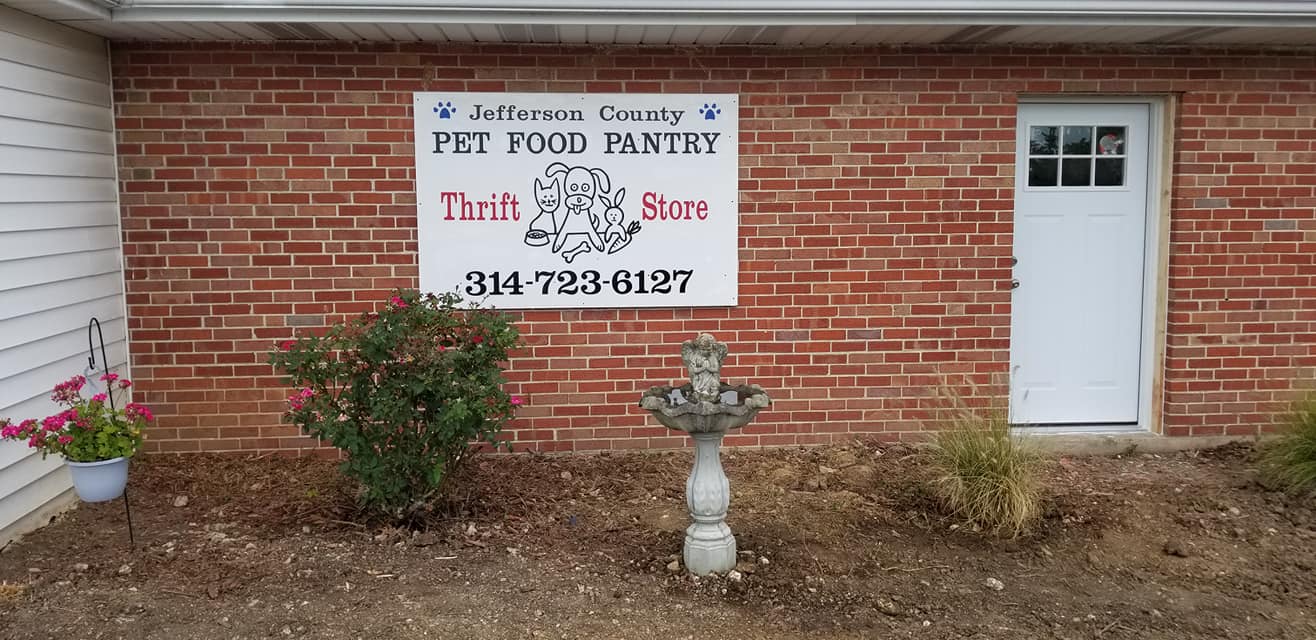 Jefferson County
PET FOOD PANTRY
Thrift Store
314-723-6127